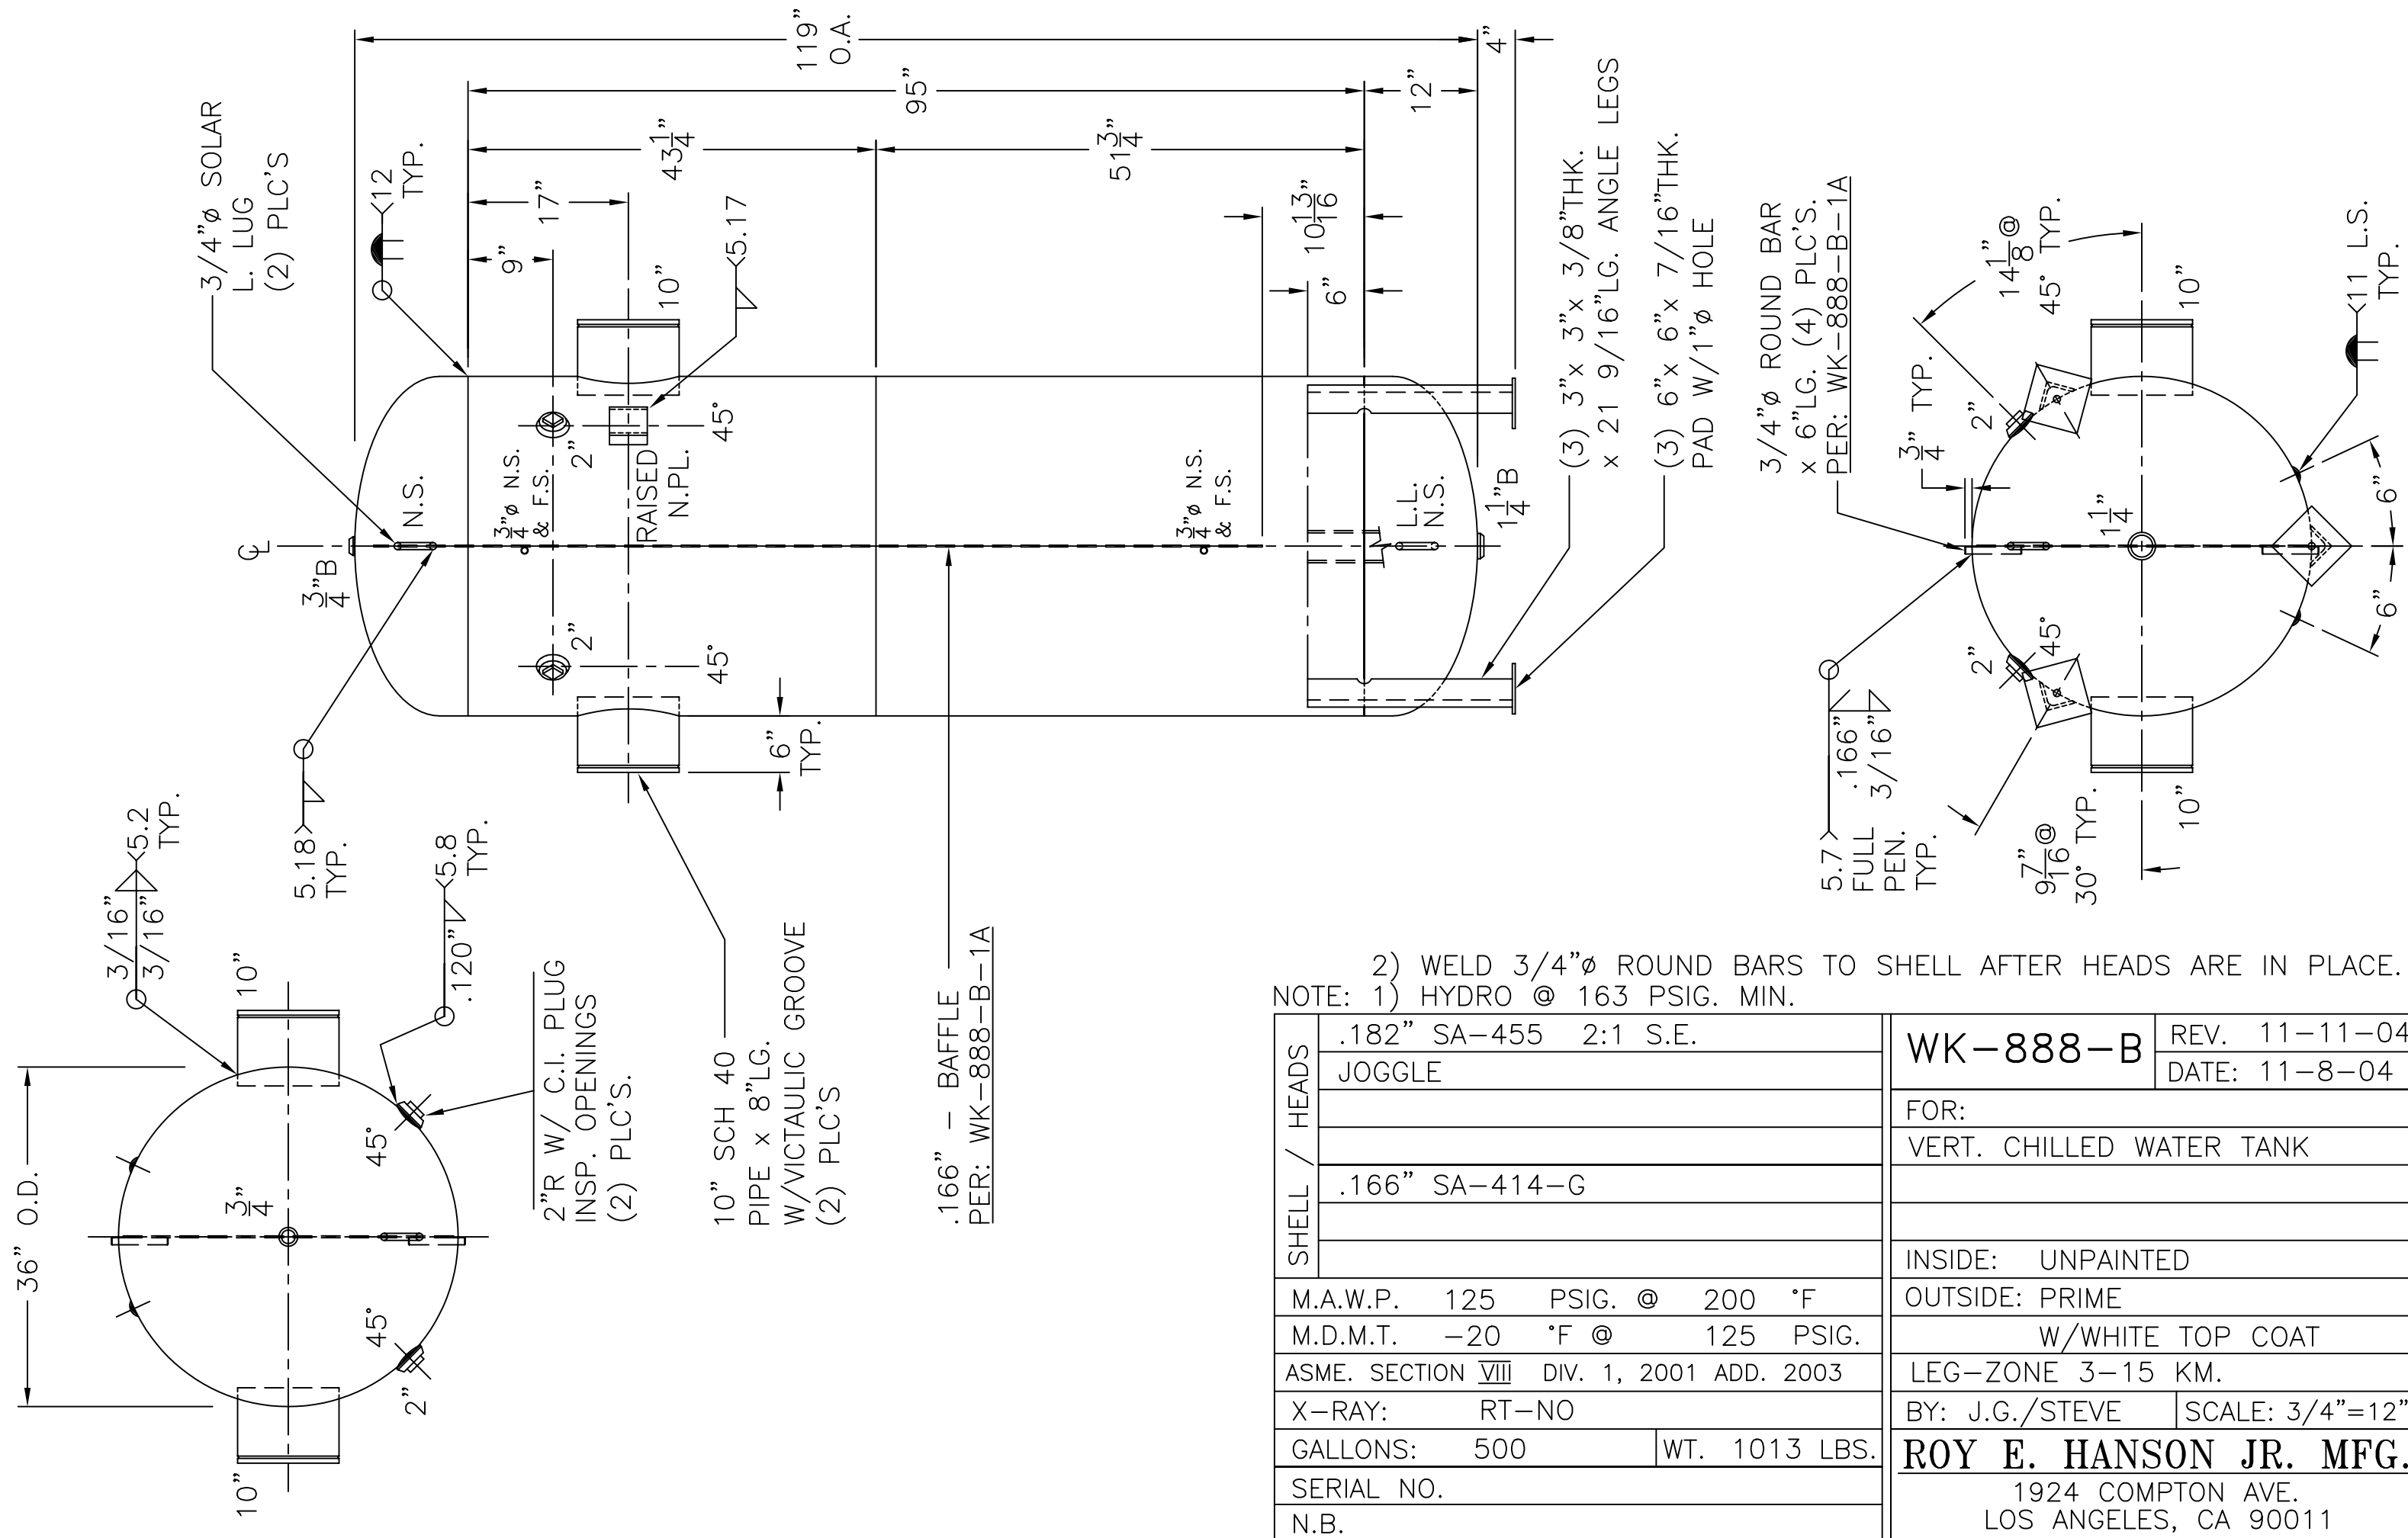 119"
O.A.
4"
95"
12"
43 1/4"
51 3/4"
17"
9"
10 13/16"
6"
3/4"ø SOLAR
L. LUG
(2) PLC'S
12
TYP.
5.17
10"
2"
45°
RAISED
N.PL.
N.S.
3/4"ø N.S.
& F.S.
3/4"ø N.S.
& F.S.
L.L.
N.S.
1 1/4"B
℄
3/4"B
2"
45°
6"
TYP.
5.18
TYP.
(3) 3"x 3"x 3/8"THK.
x 21 9/16"LG. ANGLE LEGS
(3) 6"x 6"x 7/16"THK.
PAD W/1"ø HOLE
3/4"ø ROUND BAR
x 6"LG. (4) PLC'S.
PER: WK-888-B-1A
14 1/8" @
45° TYP.
10"
3/4" TYP.
2"
1 1/4"
11 L.S.
TYP.
6"
6"
2"
45°
5.7
FULL
PEN.
TYP.
.166"
3/16"
9 7/16" @
30° TYP.
10"
3/16"
3/16"
5.2
TYP.
.120"
5.8
TYP.
10"
36" O.D.
3/4
45°
45°
2"
10"
2"R W/ C.I. PLUG
INSP. OPENINGS
(2) PLC'S.
10" SCH 40
PIPE x 8"LG.
W/VICTAULIC GROOVE
(2) PLC'S
.166" - BAFFLE
PER: WK-888-B-1A
2) WELD 3/4"ø ROUND BARS TO SHELL AFTER HEADS ARE IN PLACE.
NOTE: 1) HYDRO @ 163 PSIG. MIN.
SHELL / HEADS
.182" SA-455 2:1 S.E.
JOGGLE
.166" SA-414-G
M.A.W.P. 125 PSIG. @ 200 °F
M.D.M.T. -20 °F @ 125 PSIG.
ASME. SECTION VIII DIV. 1, 2001 ADD. 2003
X-RAY: RT-NO
GALLONS: 500 WT. 1013 LBS.
SERIAL NO.
N.B.
WK-888-B
REV. 11-11-04
DATE: 11-8-04
FOR:
VERT. CHILLED WATER TANK
INSIDE: UNPAINTED
OUTSIDE: PRIME
W/WHITE TOP COAT
LEG-ZONE 3-15 KM.
BY: J.G./STEVE SCALE: 3/4"=12"
ROY E. HANSON JR. MFG.
1924 COMPTON AVE.
LOS ANGELES, CA 90011